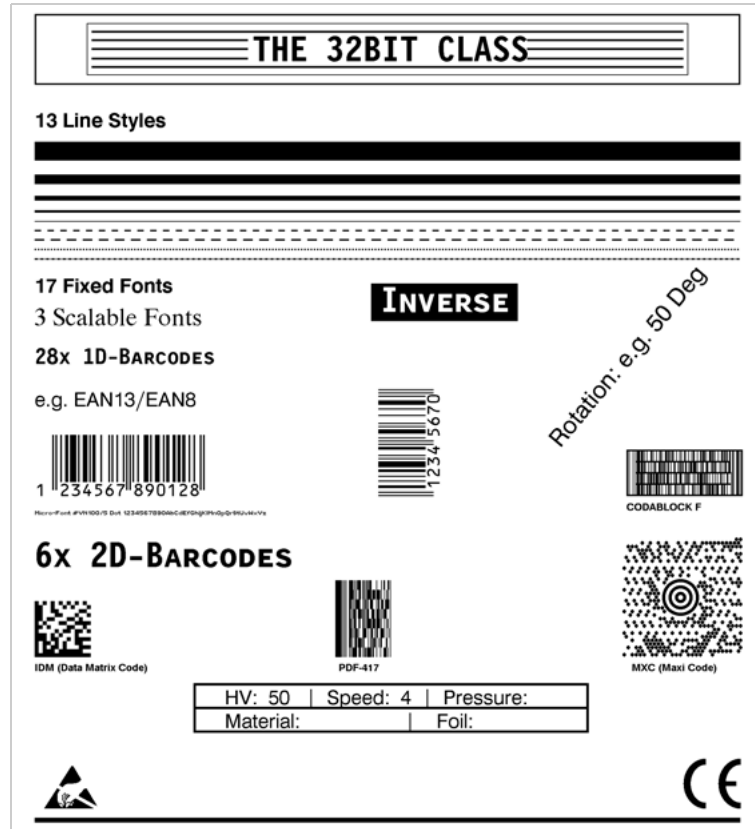 THE 32BIT CLASS
13 Line Styles
17 Fixed Fonts
3 Scalable Fonts
INVERSE
Rotation: e.g. 50 Deg
28x 1D-BARCODES
e.g. EAN13/EAN8
1 234567 890128
1234 5670
CODABLOCK F
6x 2D-BARCODES
IDM (Data Matrix Code)
PDF-417
MXC (Maxi Code)
HV: 50 | Speed: 4 | Pressure:
Material: | Foil:
CE